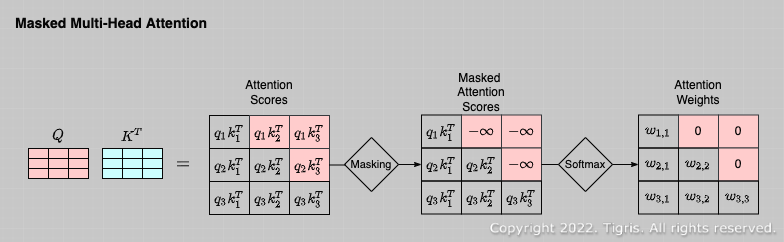 Masked Multi-Head Attention
Q
K^T
=
Attention
Scores
q₁k₁^T q₁k₂^T q₁k₃^T
q₂k₁^T q₂k₂^T q₂k₃^T
q₃k₁^T q₃k₂^T q₃k₃^T
Masking
Masked
Attention
Scores
q₁k₁^T -∞ -∞
q₂k₁^T q₂k₂^T -∞
q₃k₁^T q₃k₂^T q₃k₃^T
Softmax
Attention
Weights
w₁,₁ 0 0
w₂,₁ w₂,₂ 0
w₃,₁ w₃,₂ w₃,₃
Copyright 2022. Tigris. All rights reserved.